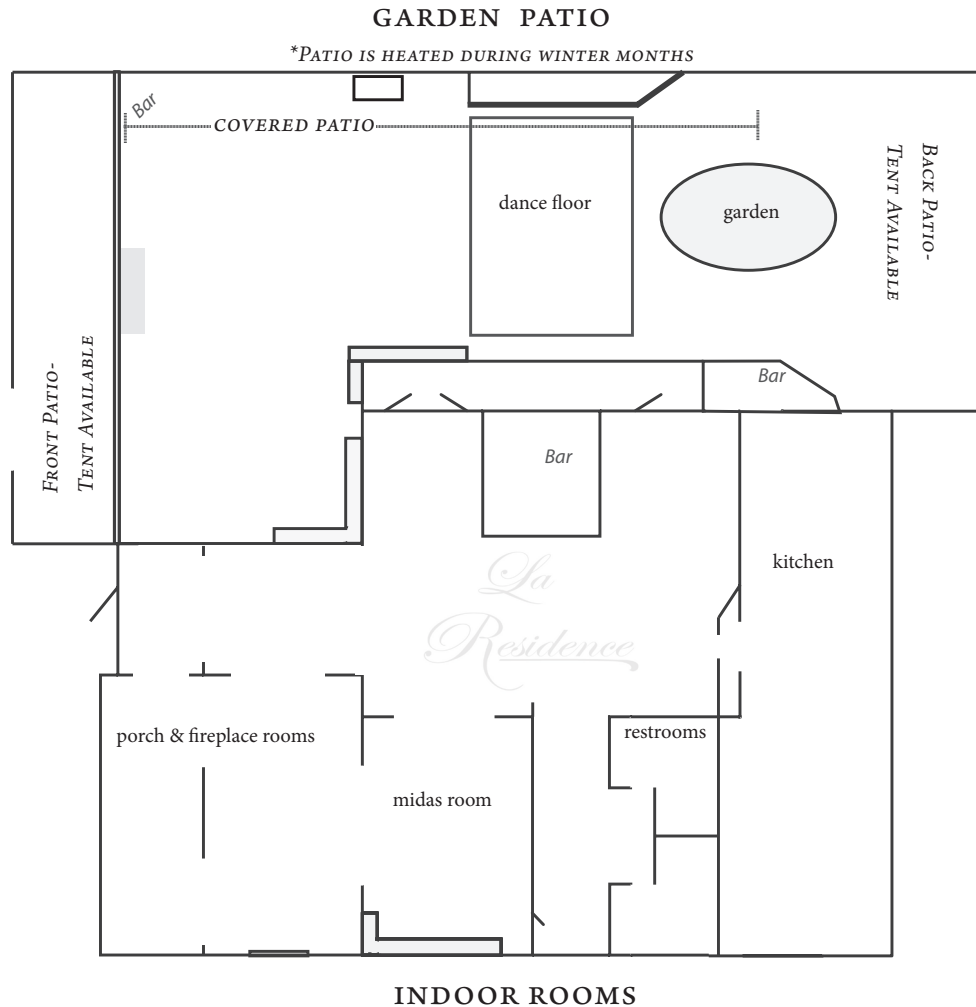 GARDEN PATIO
*PATIO IS HEATED DURING WINTER MONTHS
Bar
COVERED PATIO
dance floor
garden
BACK PATIO-
TENT AVAILABLE
FRONT PATIO-
TENT AVAILABLE
Bar
Bar
kitchen
La
Residence
porch & fireplace rooms
restrooms
midas room
INDOOR ROOMS